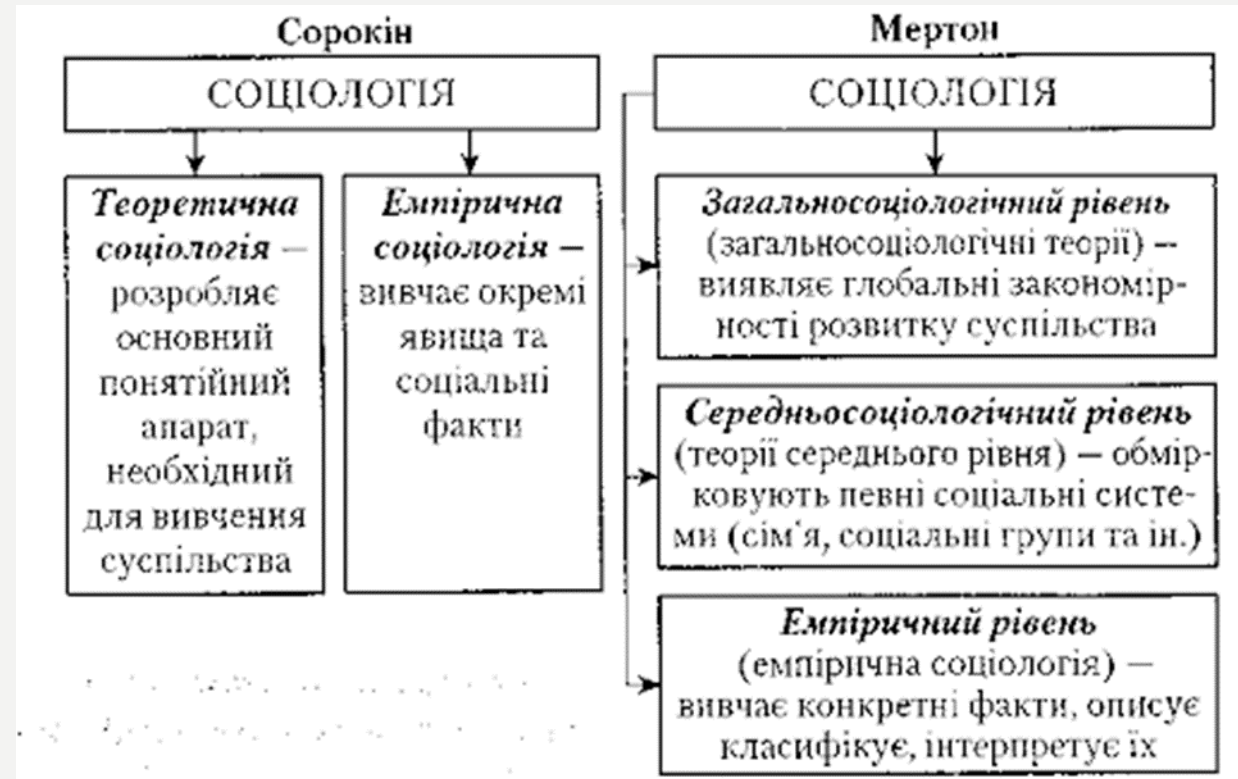 Сорокін
СОЦІОЛОГІЯ
Теоретична
соціологія –
розробляє
основний
понятійний
апарат,
необхідний
для вивчення
суспільства
Емпірична
соціологія –
вивчає окремі
явища та
соціальні
факти
Мертон
СОЦІОЛОГІЯ
Загальносоціологічний рівень
(загальносоціологічні теорії) –
виявляє глобальні закономір-
ності розвитку суспільства
Середньосоціологічний рівень
(теорії середнього рівня) – обмір-
ковують певні соціальні систе-
ми (сім'я, соціальні групи та ін.)
Емпіричний рівень
(емпірична соціологія) –
вивчає конкретні факти, описує
класифікує, інтерпретує їх